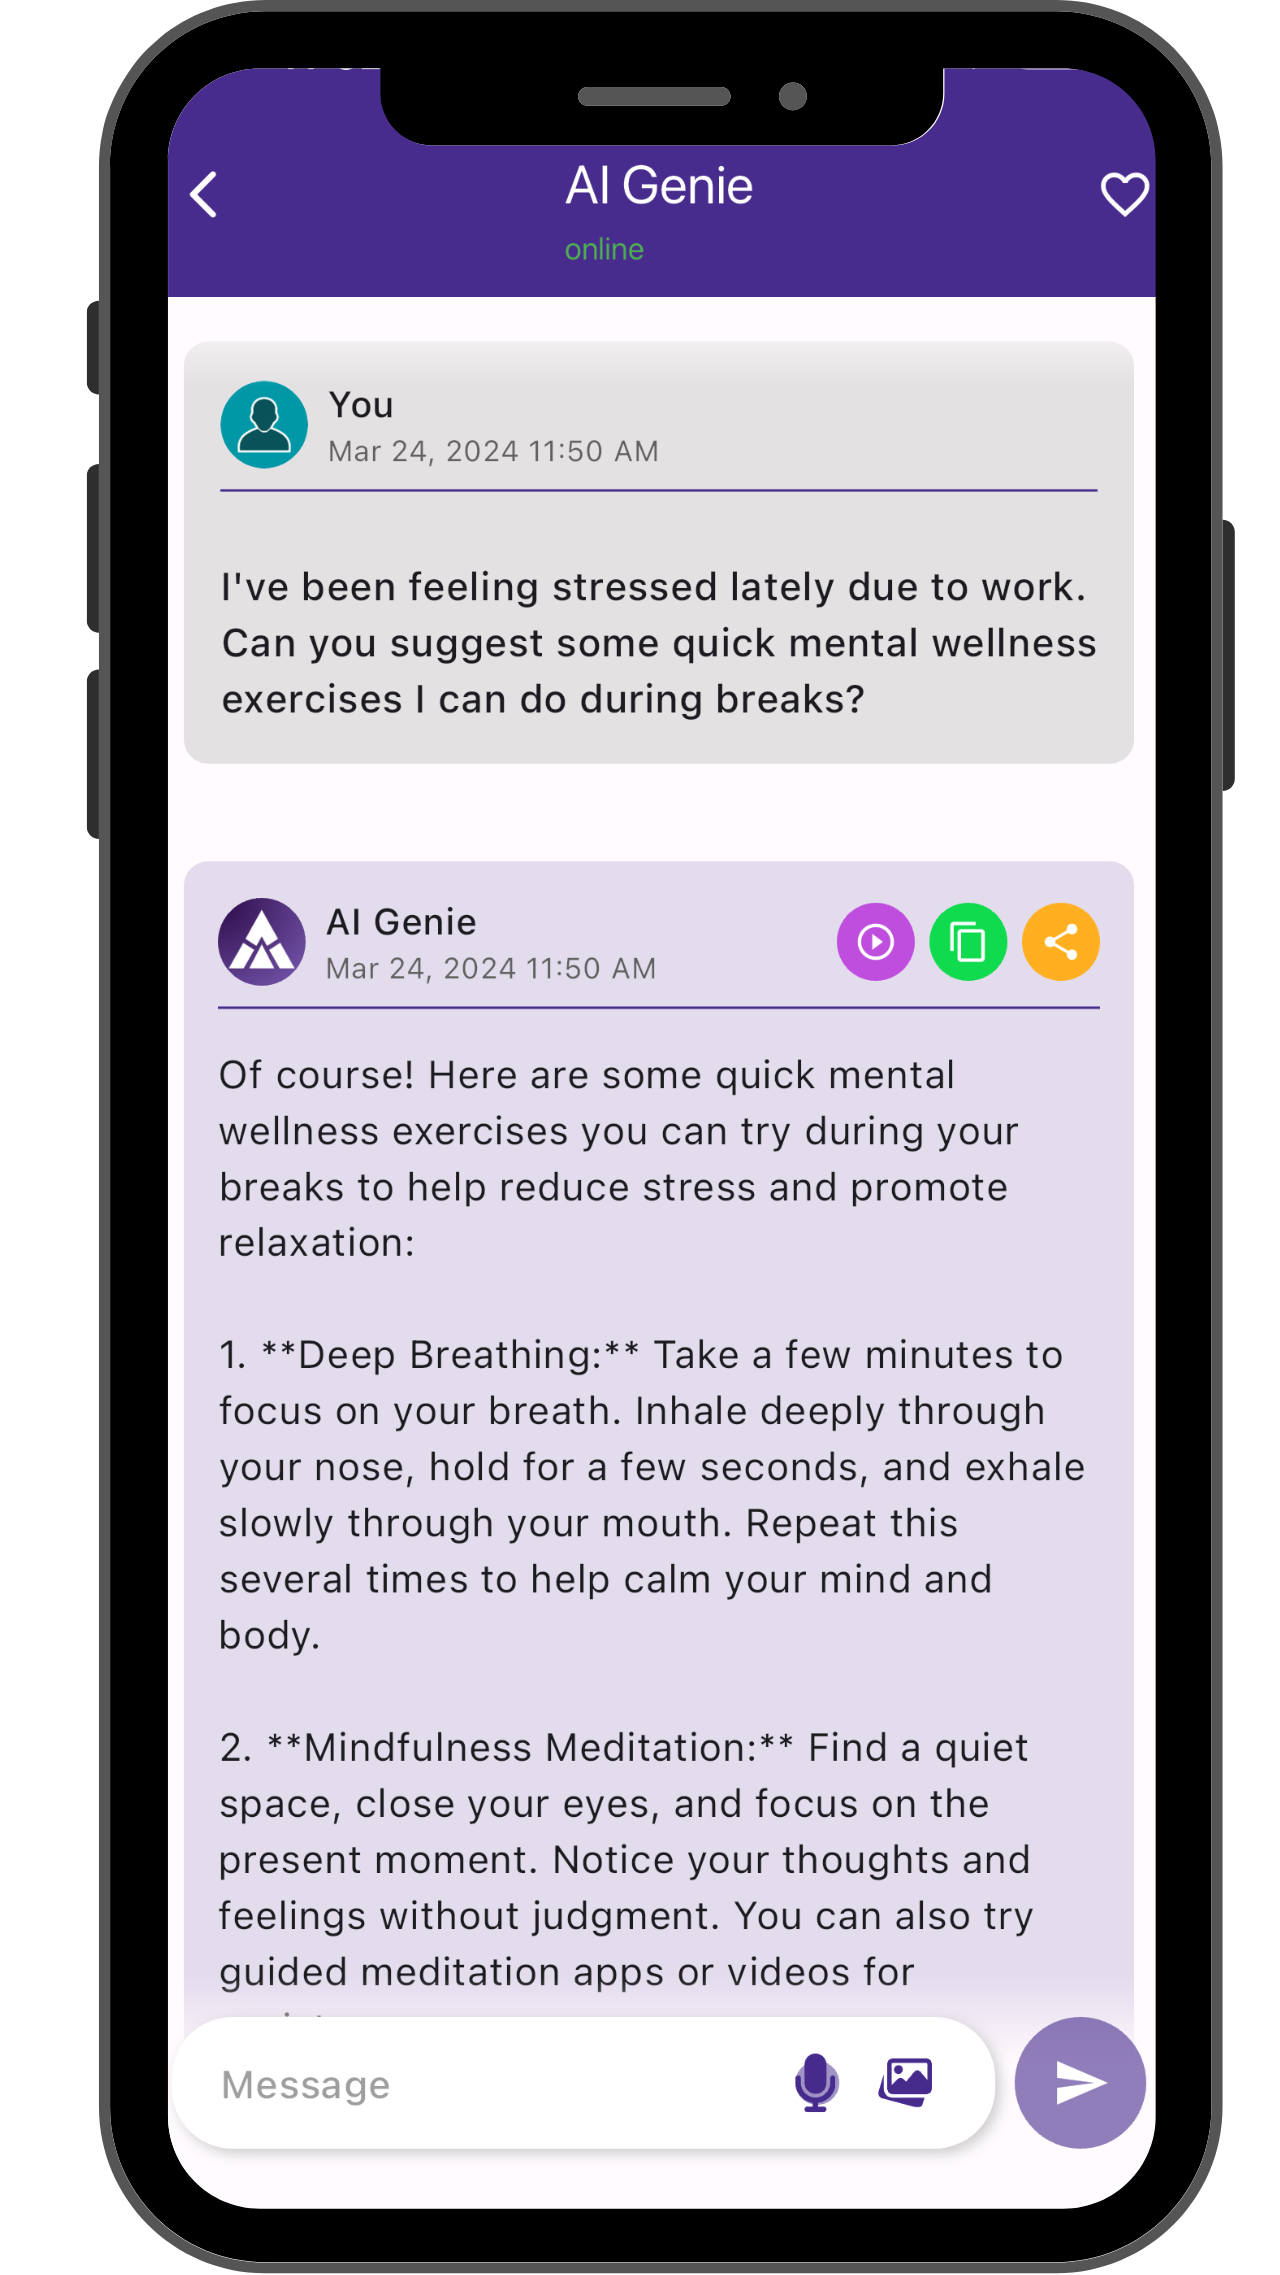 AI Genie
online
You
Mar 24, 2024 11:50 AM
I've been feeling stressed lately due to work.
Can you suggest some quick mental wellness
exercises I can do during breaks?
AI Genie
Mar 24, 2024 11:50 AM
Of course! Here are some quick mental
wellness exercises you can try during your
breaks to help reduce stress and promote
relaxation:
1. **Deep Breathing:** Take a few minutes to
focus on your breath. Inhale deeply through
your nose, hold for a few seconds, and exhale
slowly through your mouth. Repeat this
several times to help calm your mind and
body.
2. **Mindfulness Meditation:** Find a quiet
space, close your eyes, and focus on the
present moment. Notice your thoughts and
feelings without judgment. You can also try
guided meditation apps or videos for
Message